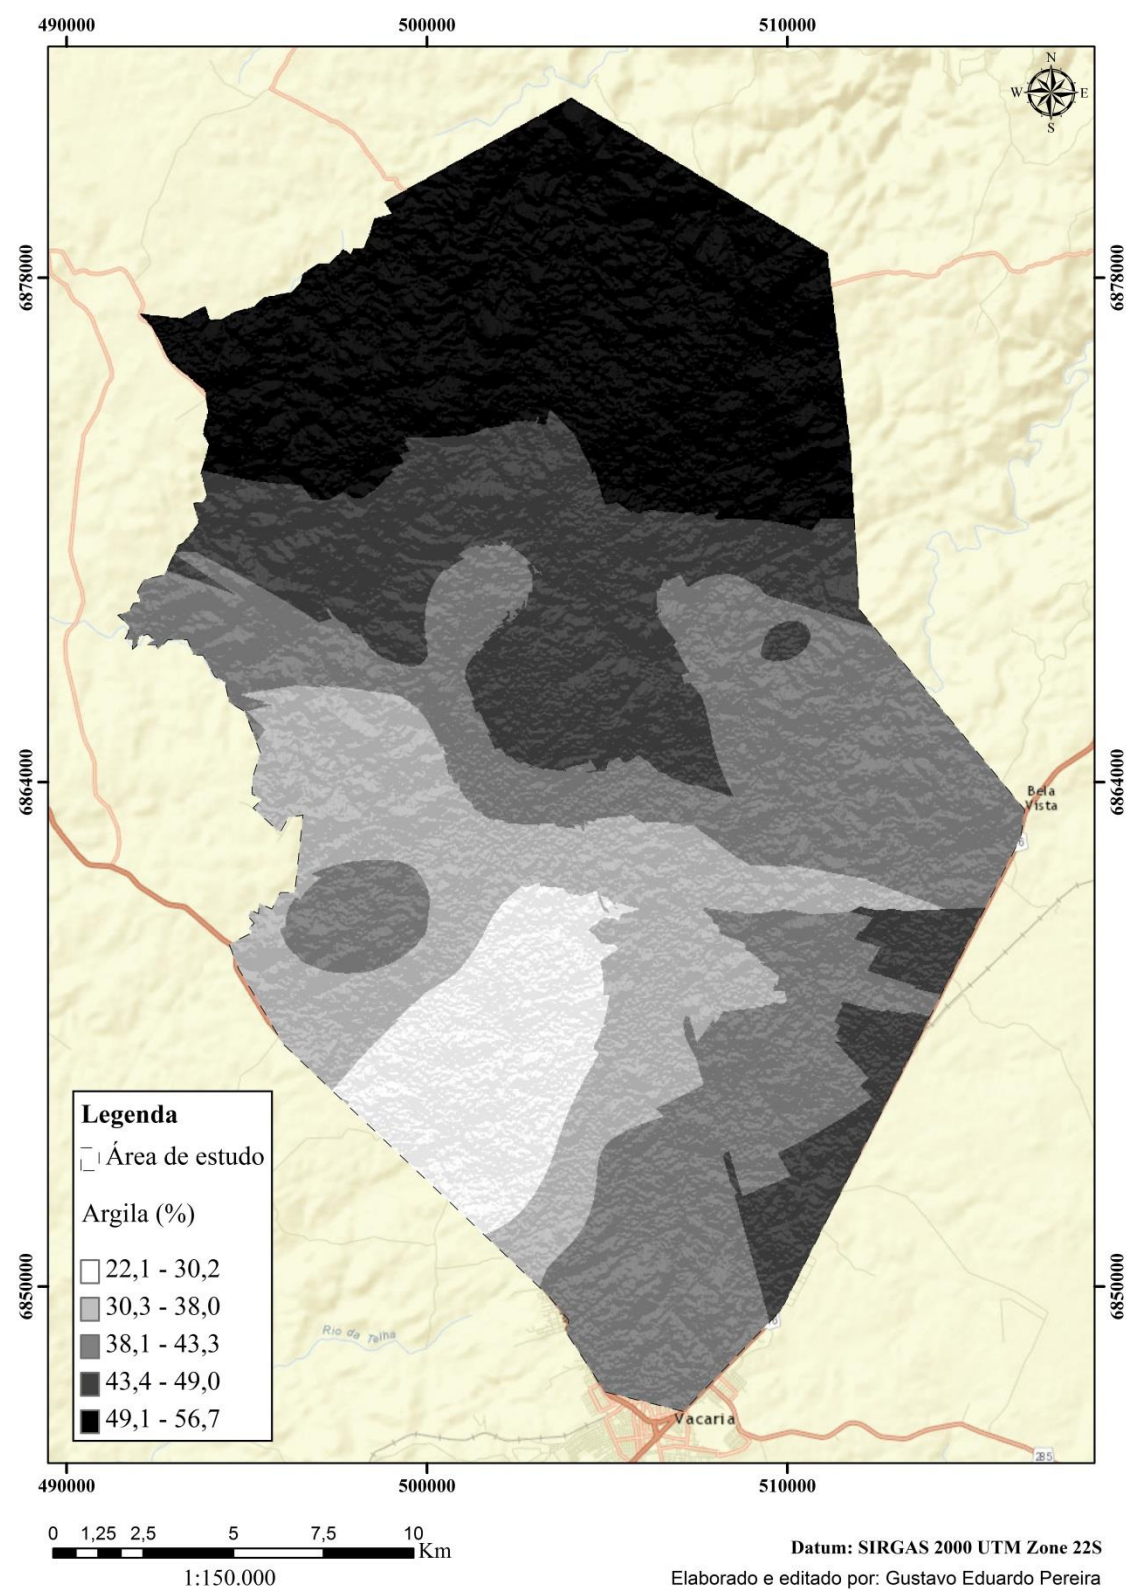 490000 500000 510000
N
W E
S
6878000 6878000
6864000 6864000
Bela
Vista
6
Legenda
Área de estudo
Argila (%)
22,1 - 30,2
30,3 - 38,0
38,1 - 43,3
43,4 - 49,0
49,1 - 56,7
6850000 6850000
Rio da Telha
Vacaria
285
490000 500000 510000
0 1,25 2,5 5 7,5 10
Km
1:150.000
Datum: SIRGAS 2000 UTM Zone 22S
Elaborado e editado por: Gustavo Eduardo Pereira